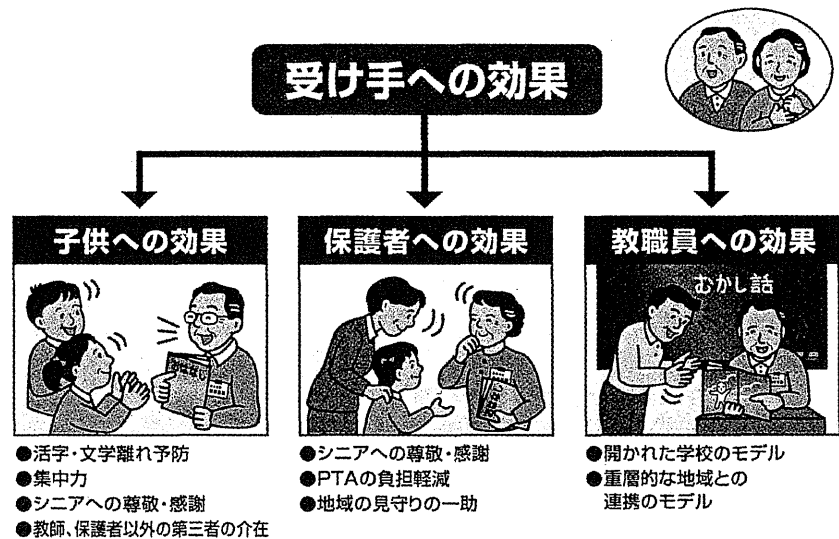 受け手への効果
子供への効果
おはなし
●活字・文学離れ予防
●集中力
●シニアへの尊敬・感謝
●教師、保護者以外の第三者の介在
保護者への効果
●シニアへの尊敬・感謝
●PTAの負担軽減
●地域の見守りの一助
教職員への効果
むかし話
●開かれた学校のモデル
●重層的な地域との
連携のモデル